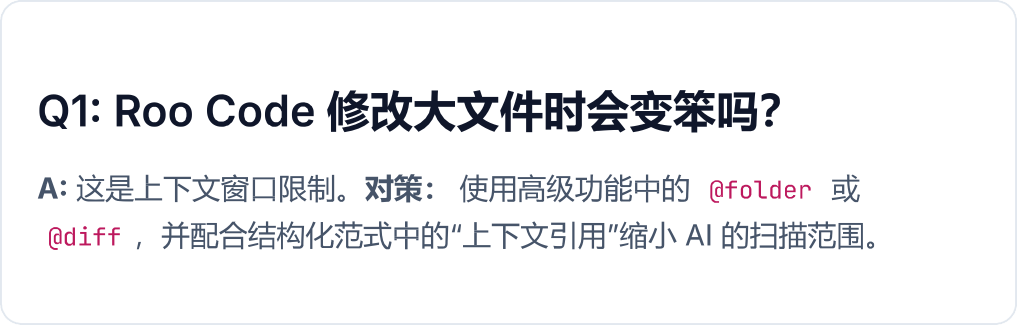 Q1: Roo Code 修改大文件时会变笨吗？
A: 这是上下文窗口限制。对策： 使用高级功能中的 @folder 或
@diff ，并配合结构化范式中的“上下文引用”缩小 AI 的扫描范围。